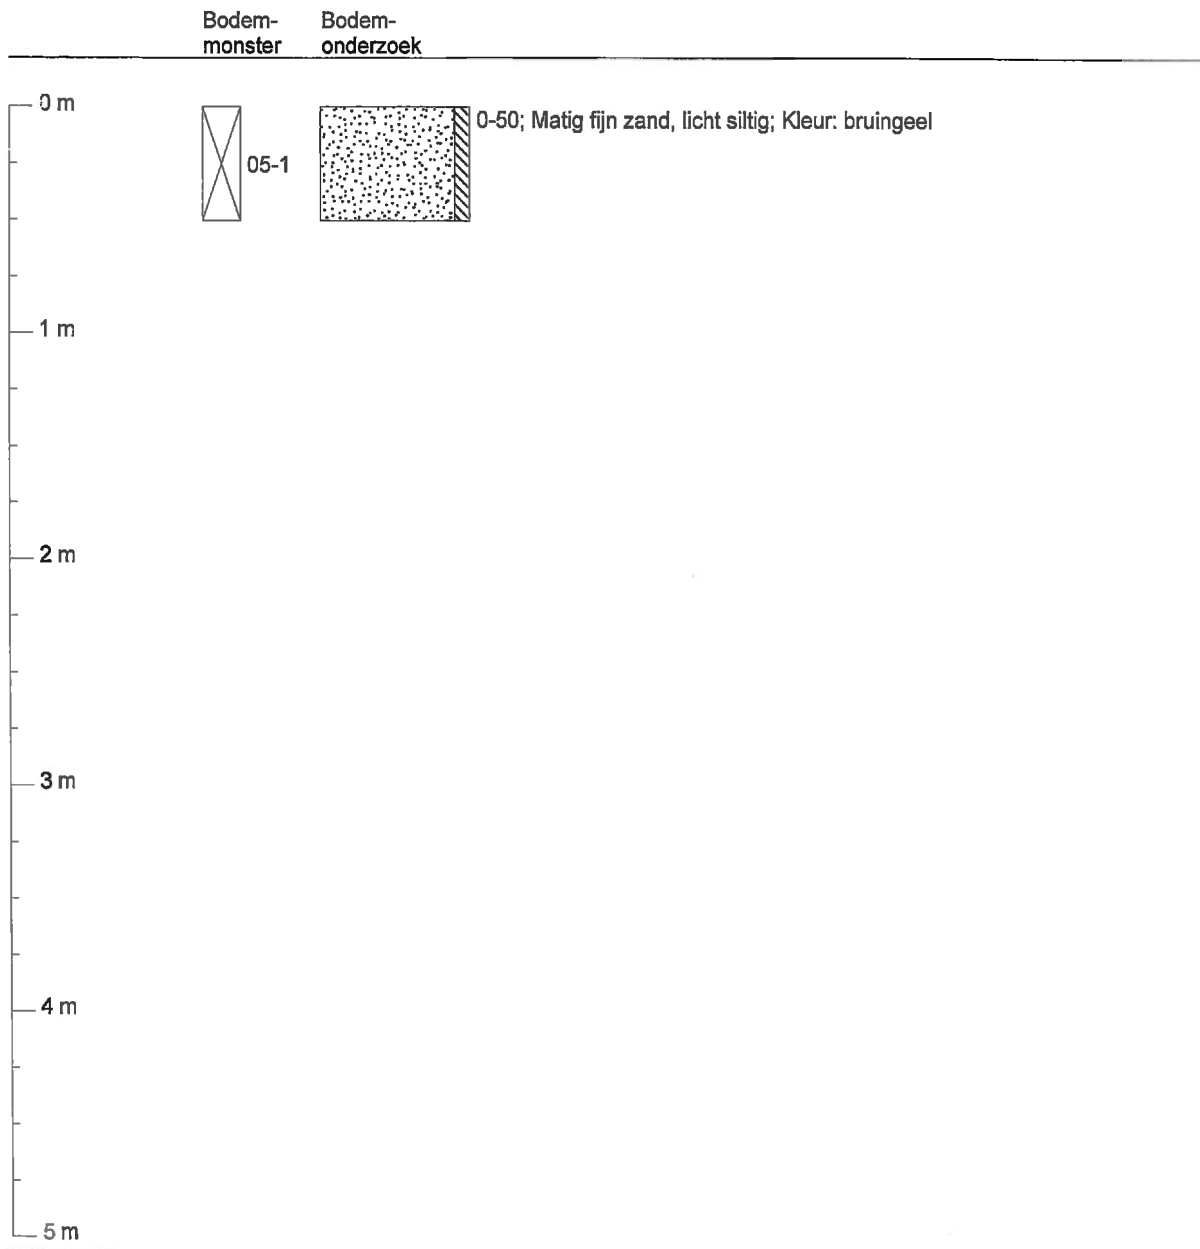 Bodem-
monster
Bodem-
onderzoek
0 m
05-1
0-50; Matig fijn zand, licht siltig; Kleur: bruingeel
1 m
2 m
3 m
4 m
5 m